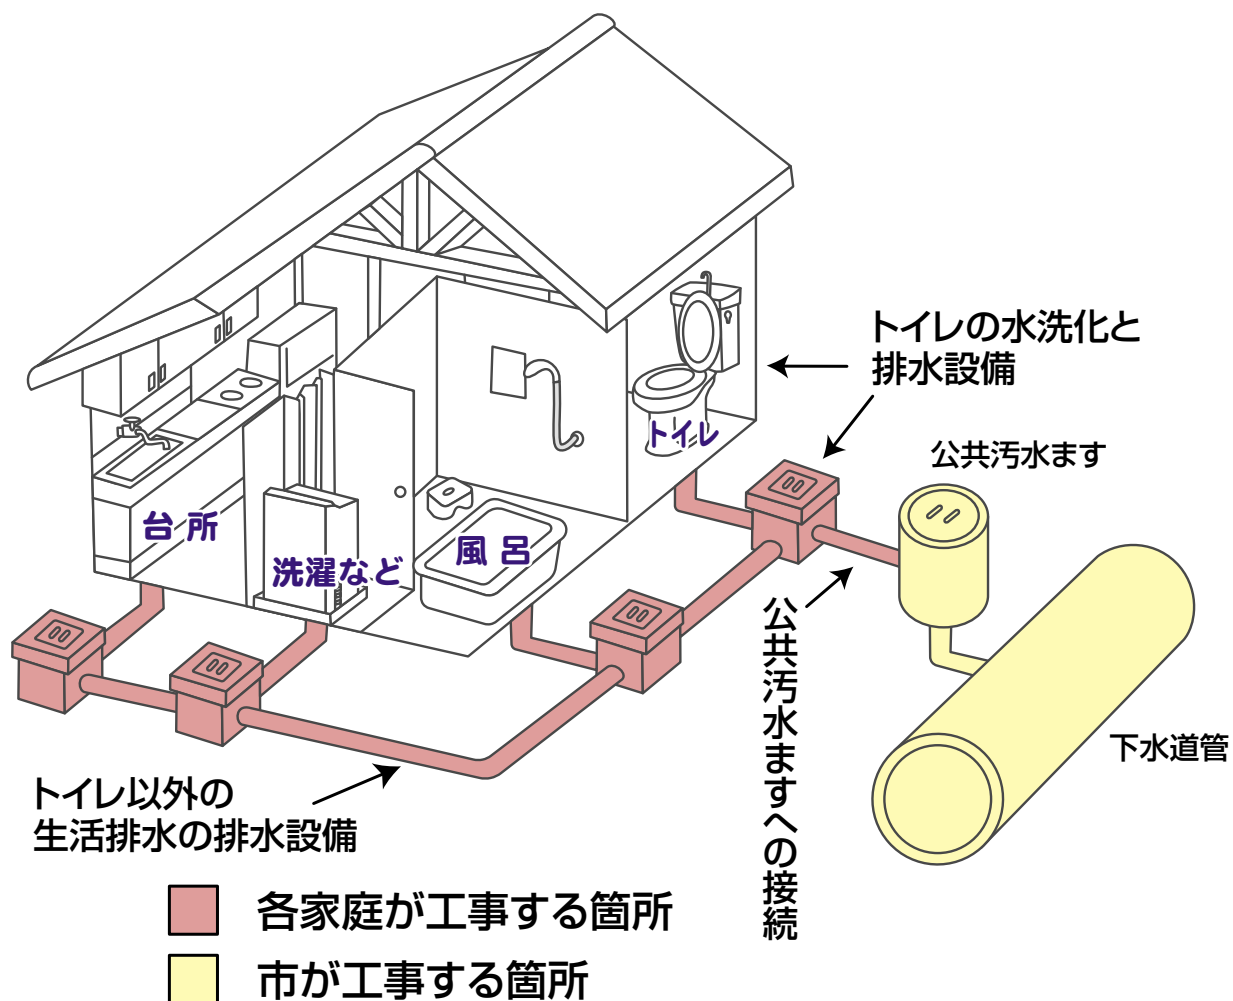 トイレの水洗化と
排水設備
公共汚水ます
トイレ
台所
洗濯など
風呂
公共汚水ますへの接続
下水道管
トイレ以外の
生活排水の排水設備
各家庭が工事する箇所
市が工事する箇所